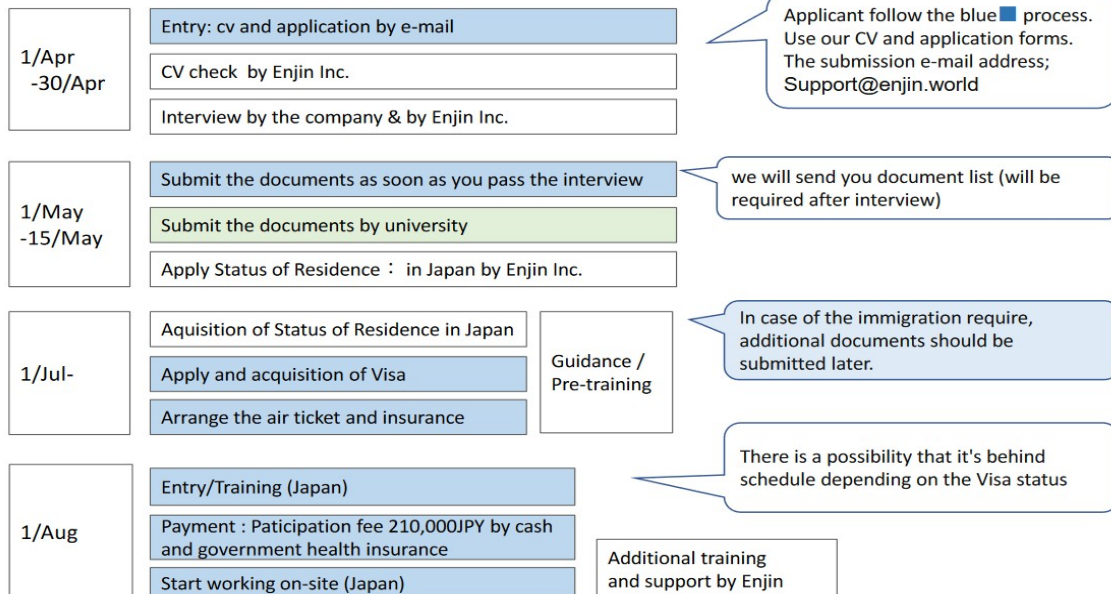 1/Apr
-30/Apr
Entry: cv and application by e-mail
CV check by Enjin Inc.
Interview by the company & by Enjin Inc.
Applicant follow the blue process.
Use our CV and application forms.
The submission e-mail address;
Support@enjin.world
1/May
-15/May
Submit the documents as soon as you pass the interview
Submit the documents by university
Apply Status of Residence： in Japan by Enjin Inc.
we will send you document list (will be
required after interview)
1/Jul-
Aquisition of Status of Residence in Japan
Apply and acquisition of Visa
Arrange the air ticket and insurance
Guidance /
Pre-training
In case of the immigration require,
additional documents should be
submitted later.
1/Aug
Entry/Training (Japan)
Payment : Paticipation fee 210,000JPY by cash
and government health insurance
Start working on-site (Japan)
Additional training
and support by Enjin
There is a possibility that it's behind
schedule depending on the Visa status